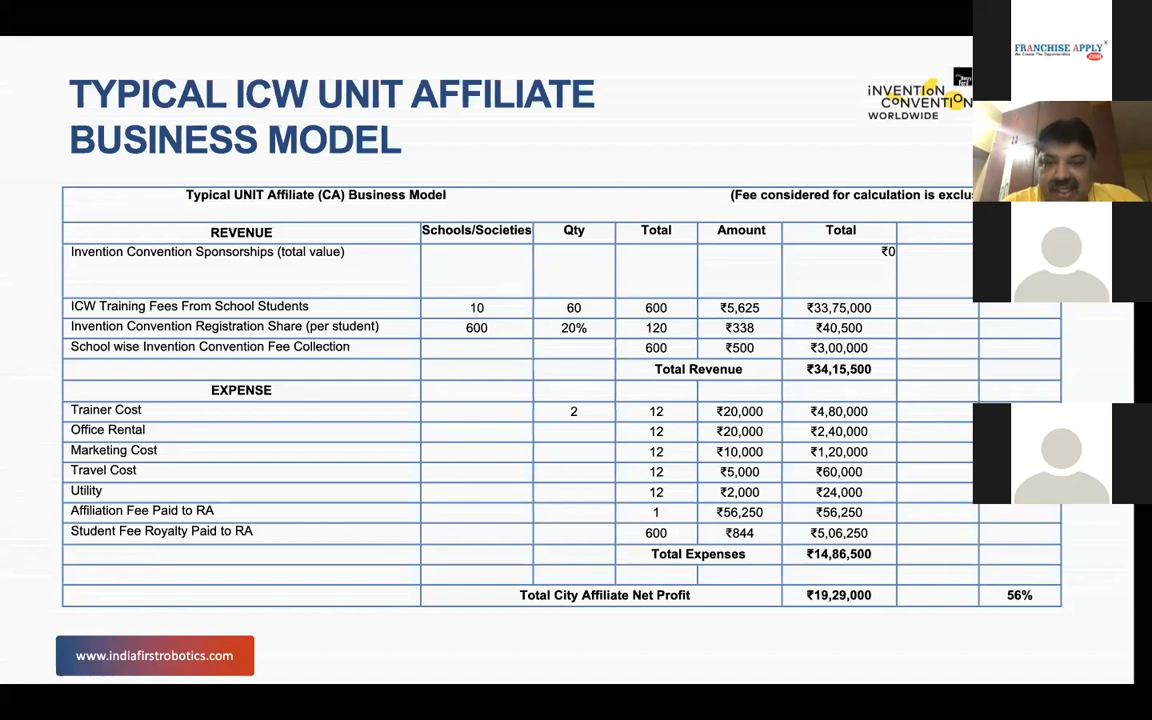 FRANCHISE APPLY
We Create The Opportunities
TYPICAL ICW UNIT AFFILIATE
BUSINESS MODEL
INVENTION
CONVENTION
WORLDWIDE
Typical UNIT Affiliate (CA) Business Model (Fee considered for calculation is exclu
REVENUE Schools/Societies Qty Total Amount Total
Invention Convention Sponsorships (total value) ₹0
ICW Training Fees From School Students 10 60 600 ₹5,625 ₹33,75,000
Invention Convention Registration Share (per student) 600 20% 120 ₹338 ₹40,500
School wise Invention Convention Fee Collection 600 ₹500 ₹3,00,000
Total Revenue ₹34,15,500
EXPENSE
Trainer Cost 2 12 ₹20,000 ₹4,80,000
Office Rental 12 ₹20,000 ₹2,40,000
Marketing Cost 12 ₹10,000 ₹1,20,000
Travel Cost 12 ₹5,000 ₹60,000
Utility 12 ₹2,000 ₹24,000
Affiliation Fee Paid to RA 1 ₹56,250 ₹56,250
Student Fee Royalty Paid to RA 600 ₹844 ₹5,06,250
Total Expenses ₹14,86,500
Total City Affiliate Net Profit ₹19,29,000 56%
www.indiafirstrobotics.com